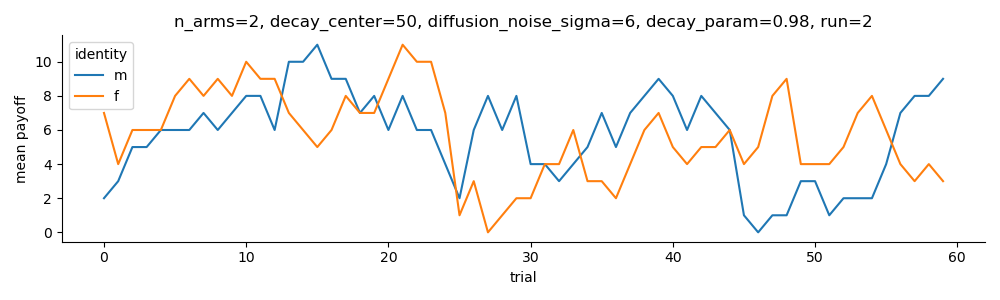 n_arms=2, decay_center=50, diffusion_noise_sigma=6, decay_param=0.98, run=2
identity
m
f
mean payoff
10
8
6
4
2
0
0 10 20 30 40 50 60
trial